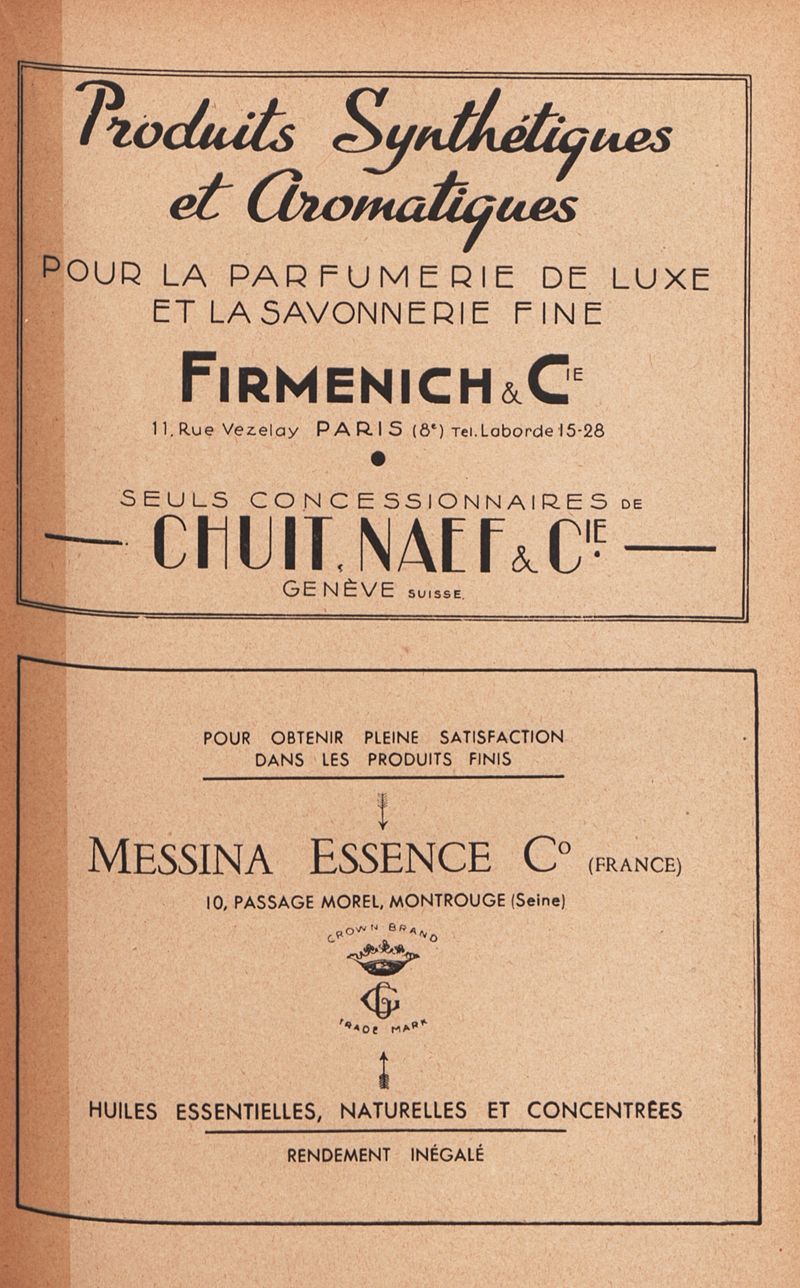 Produits Synthétiques
et Aromatiques
POUR LA PARFUMERIE DE LUXE
ET LA SAVONNERIE FINE
FIRMENICH & CIE
11, Rue Vezelay PARIS (8e) Tel. Laborde 15-28
SEULS CONCESSIONNAIRES DE
CHUIT, NAEF & CIE.
GENÈVE SUISSE.
POUR OBTENIR PLEINE SATISFACTION
DANS LES PRODUITS FINIS
MESSINA ESSENCE Co (FRANCE)
10, PASSAGE MOREL, MONTROUGE (Seine)
CROWN BRAND
TRADE MARK
HUILES ESSENTIELLES, NATURELLES ET CONCENTRÊES
RENDEMENT INÉGALÉ